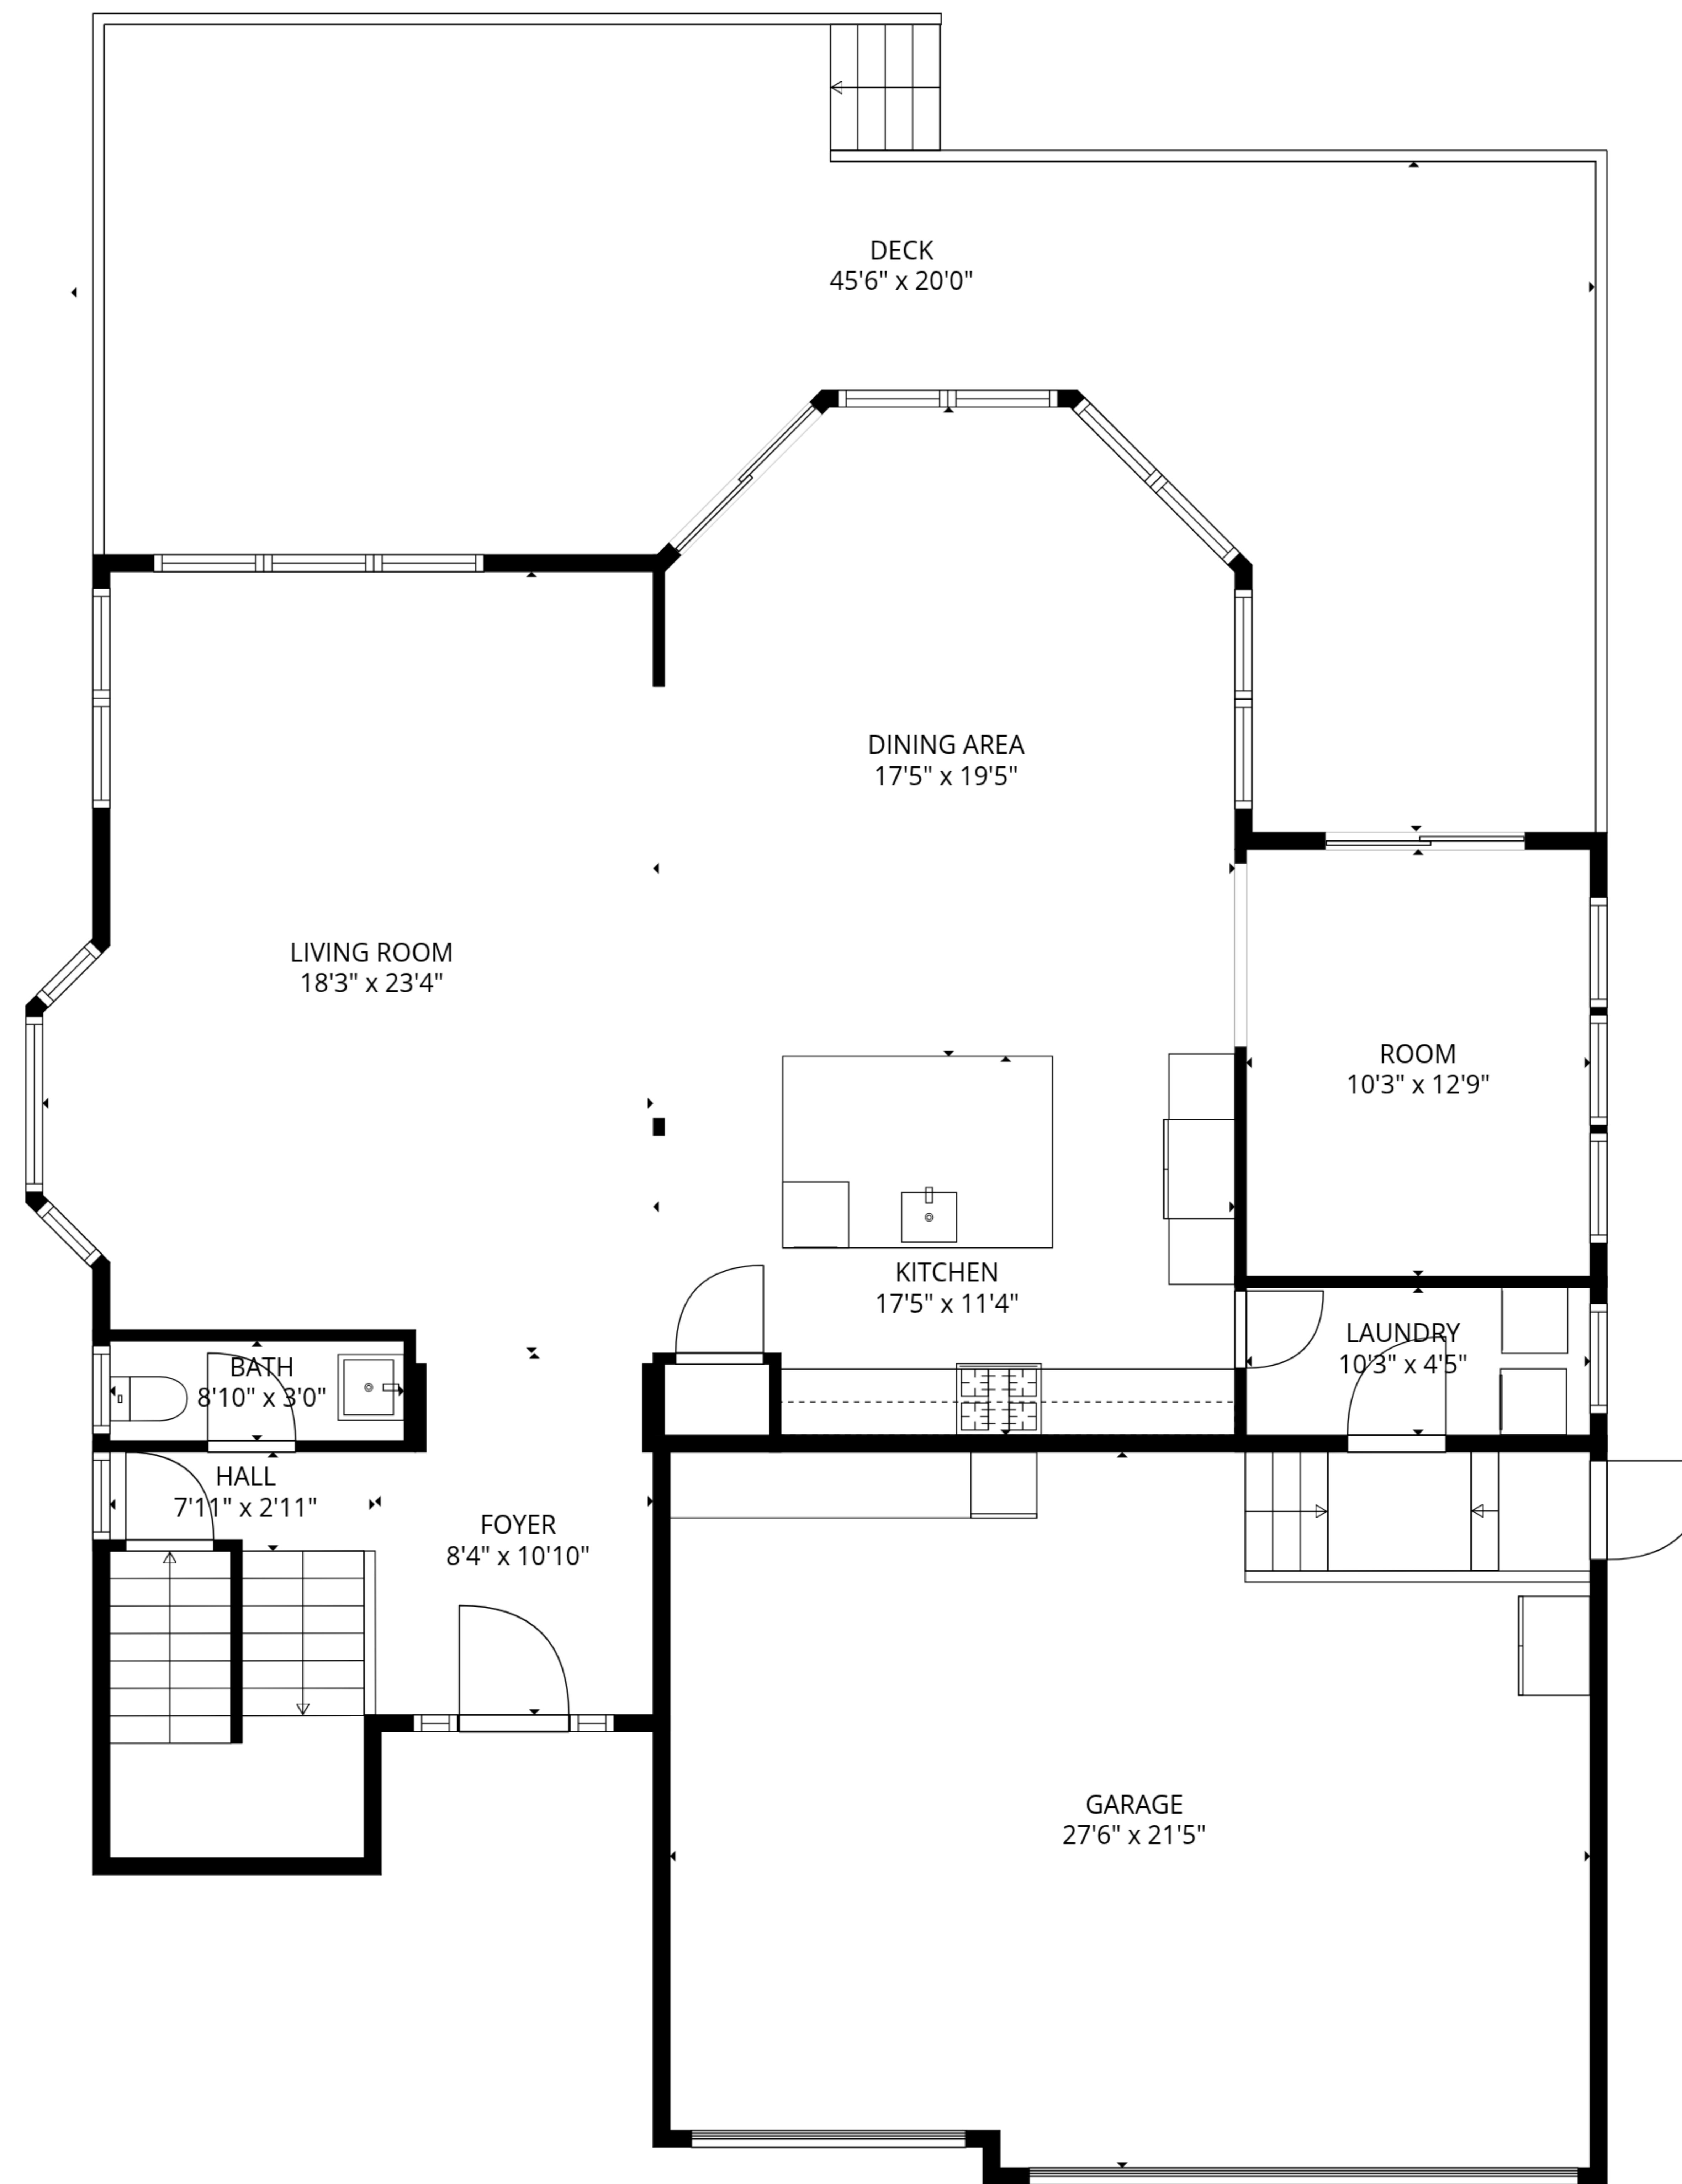 DECK
45'6" x 20'0"
DINING AREA
17'5" x 19'5"
LIVING ROOM
18'3" x 23'4"
ROOM
10'3" x 12'9"
KITCHEN
17'5" x 11'4"
LAUNDRY
10'3" x 4'5"
BATH
8'10" x 3'0"
HALL
7'11" x 2'11"
FOYER
8'4" x 10'10"
GARAGE
27'6" x 21'5"